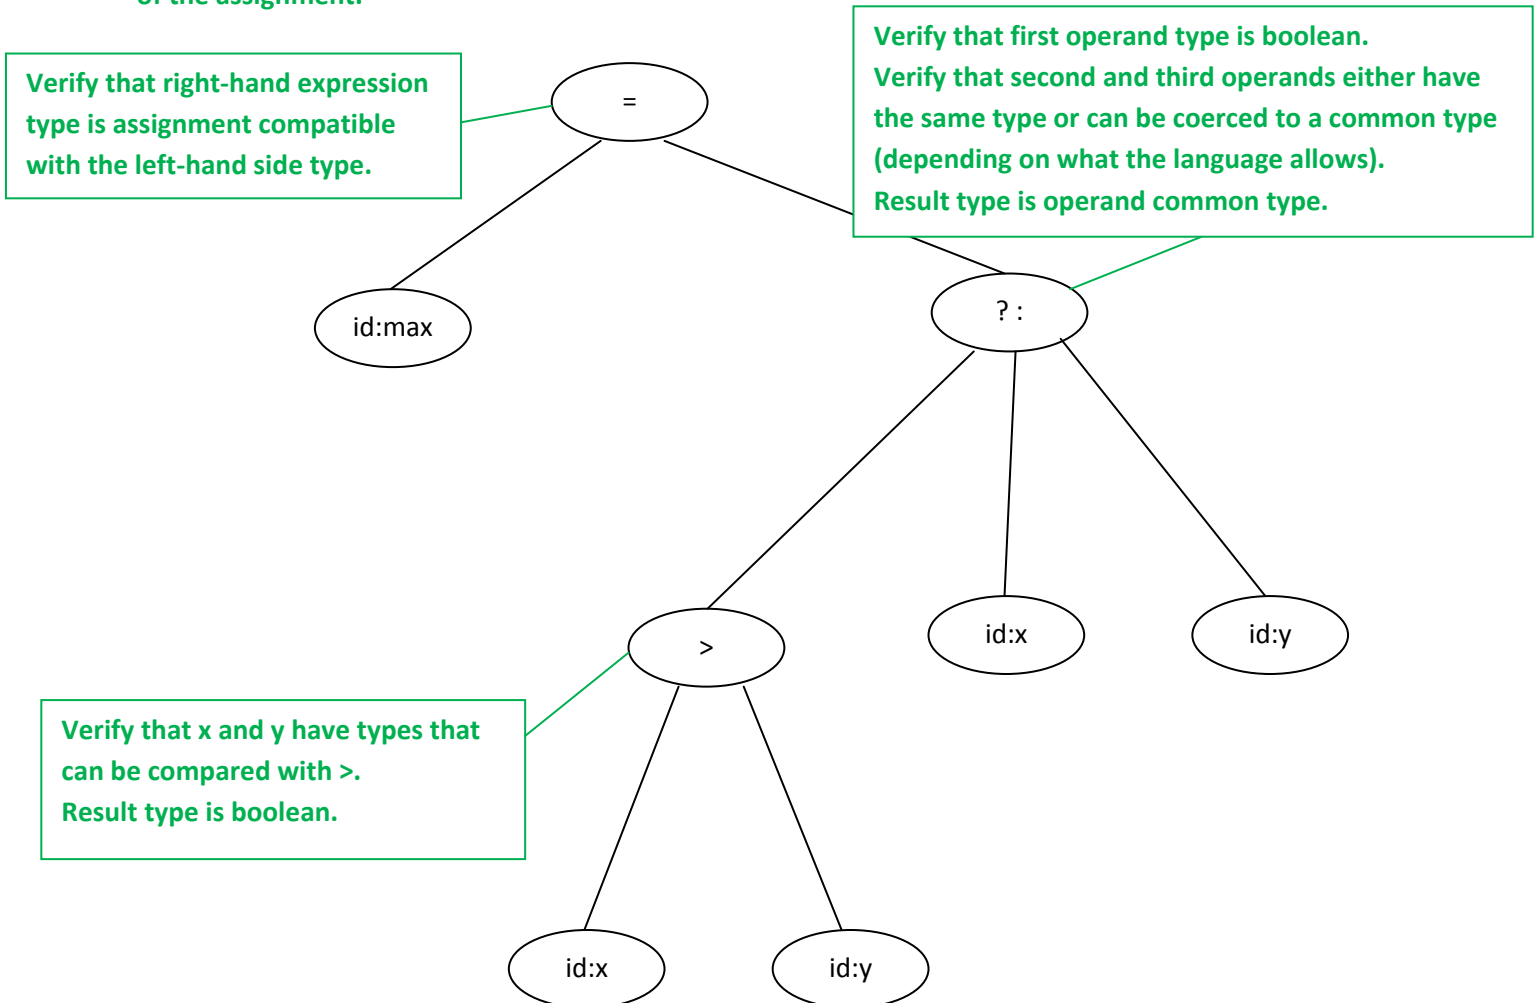 of the assignment.
Verify that first operand type is boolean.
Verify that second and third operands either have
the same type or can be coerced to a common type
(depending on what the language allows).
Result type is operand common type.
Verify that right-hand expression
type is assignment compatible
with the left-hand side type.
=
id:max
? :
>
id:x
id:y
Verify that x and y have types that
can be compared with >.
Result type is boolean.
id:x
id:y